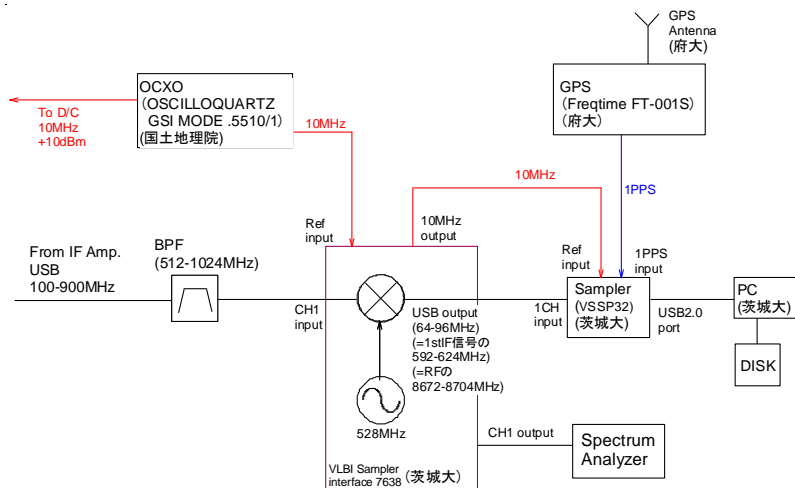 GPS
Antenna
(府大)
OCXO
(OSCILLOQUARTZ
GSI MODE .5510/1)
(国土地理院)
To D/C
10MHz
+10dBm
10MHz
GPS
(Freqtime FT-001S)
(府大)
10MHz
1PPS
Ref
input
10MHz
output
Ref
input
1PPS
input
From IF Amp.
USB
100-900MHz
BPF
(512-1024MHz)
CH1
input
USB output
(64-96MHz)
(=1stIF信号の
592-624MHz)
(=RFの
8672-8704MHz)
1CH
input
Sampler
(VSSP32)
(茨城大)
USB2.0
port
PC
(茨城大)
DISK
528MHz
CH1 output
Spectrum
Analyzer
VLBI Sampler
interface 7638 (茨城大)